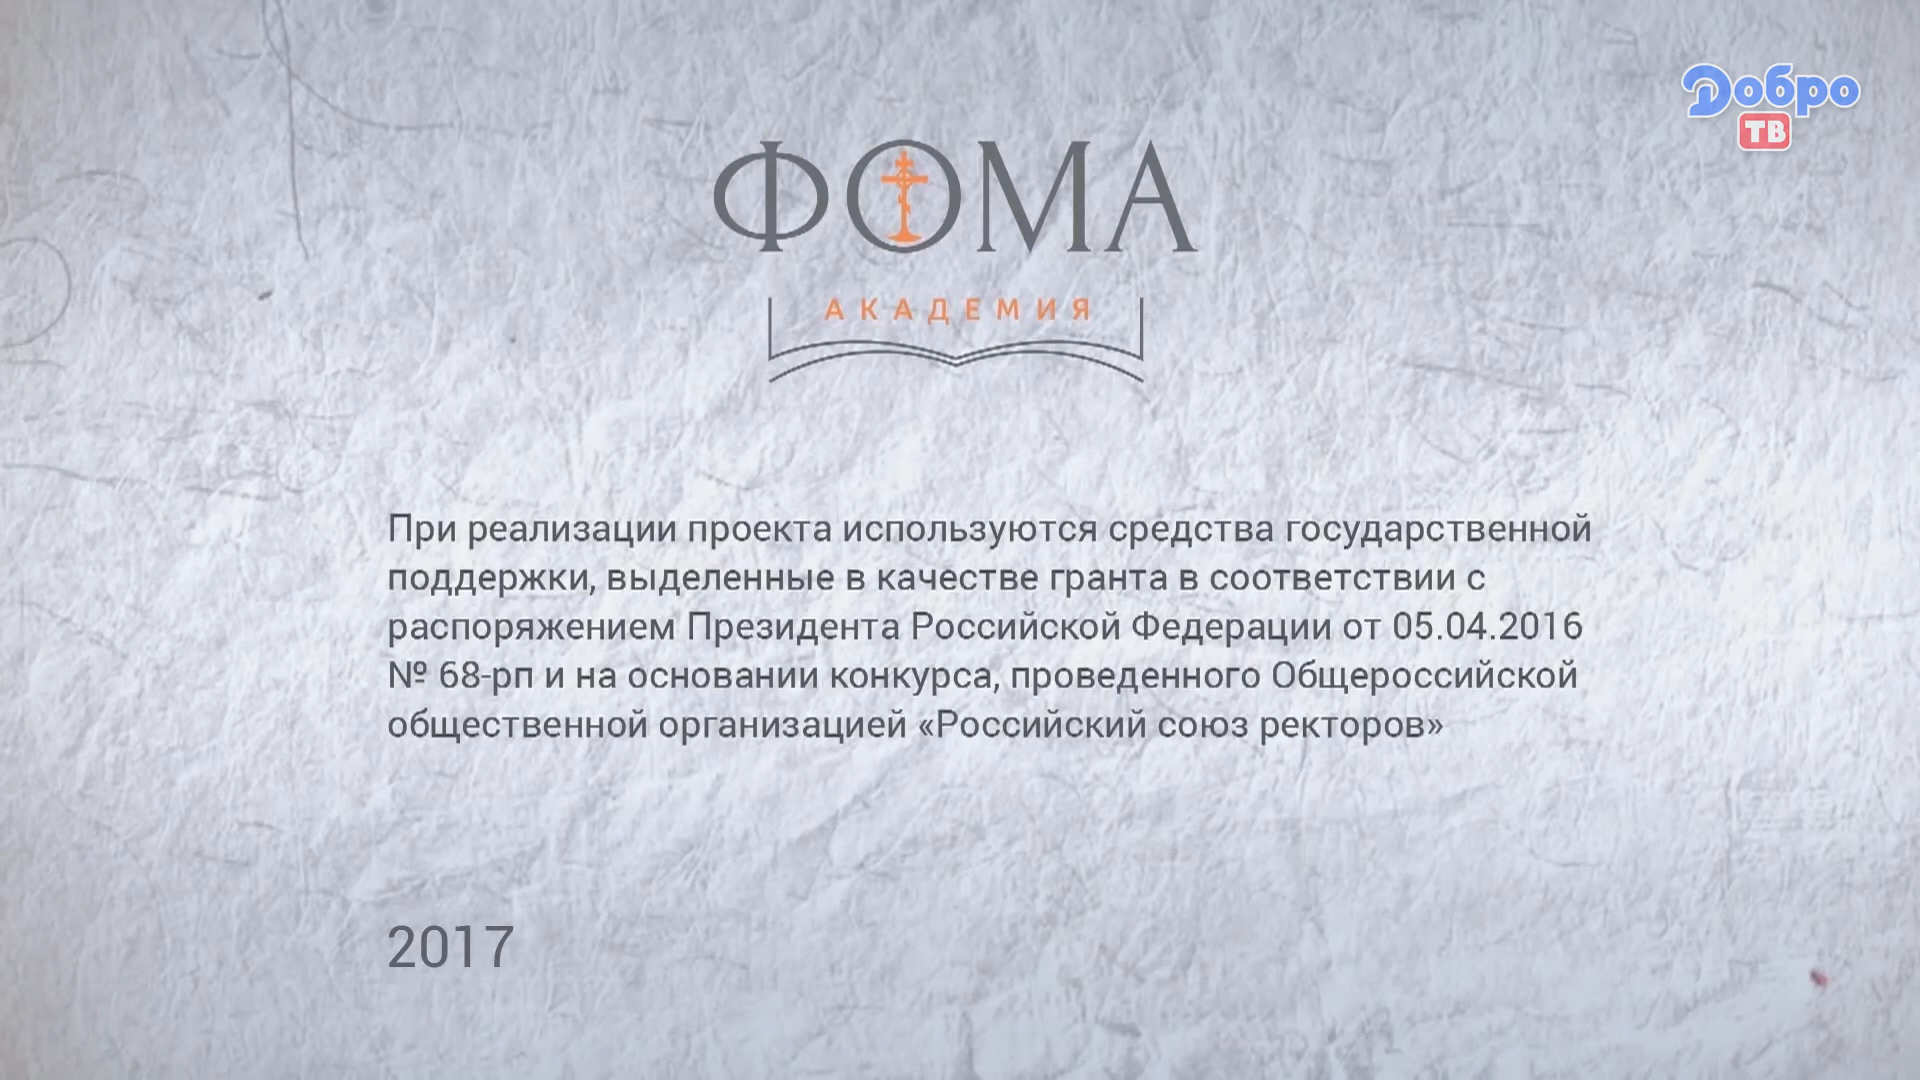 Добро
ТВ
ФОМА
АКАДЕМИЯ
При реализации проекта используются средства государственной
поддержки, выделенные в качестве гранта в соответствии с
распоряжением Президента Российской Федерации от 05.04.2016
№ 68-рп и на основании конкурса, проведенного Общероссийской
общественной организацией «Российский союз ректоров»
2017